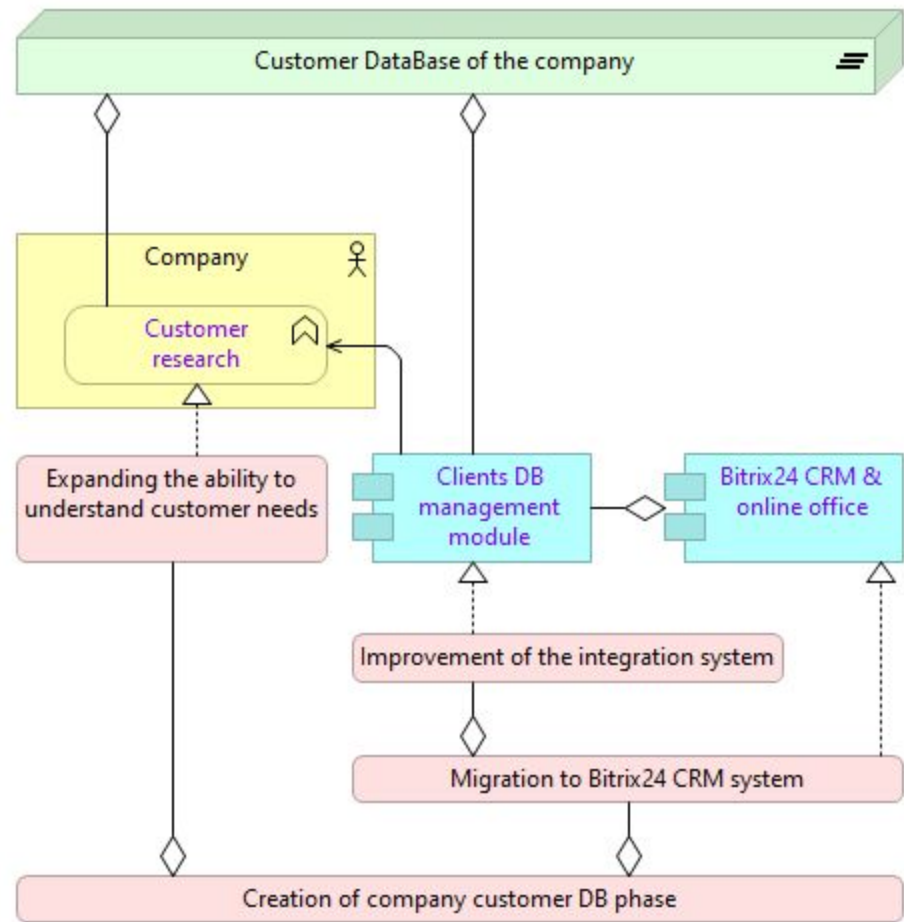 Customer DataBase of the company
Company
Customer
research
Expanding the ability to
understand customer needs
Clients DB
management
module
Bitrix24 CRM &
online office
Improvement of the integration system
Migration to Bitrix24 CRM system
Creation of company customer DB phase